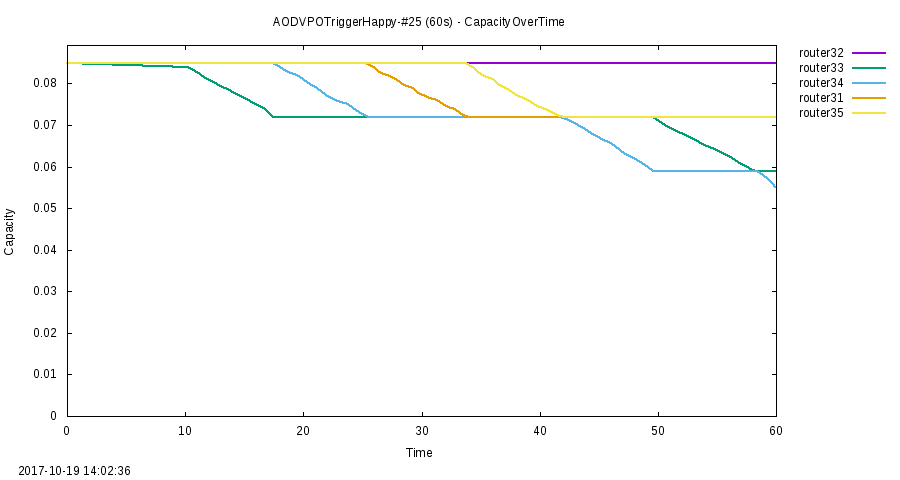 AODVPOTriggerHappy-#25 (60s) - CapacityOverTime
router32
router33
router34
router31
router35
0.08
0.07
0.06
0.05
0.04
0.03
0.02
0.01
0
Capacity
0 10 20 30 40 50 60
Time
2017-10-19 14:02:36